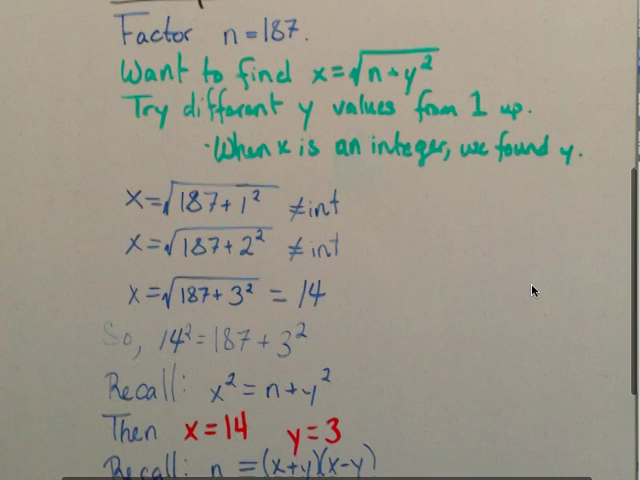 Factor n=187.
Want to find x=√n+y²
Try different y values from 1 up.
·When x is an integer, we found y.
x=√187+1² ≠int
x=√187+2² ≠int
x=√187+3² = 14
So, 14²=187+3²
Recall: x²=n+y²
Then x=14 y=3
Recall: n=(x+y)(x-y)